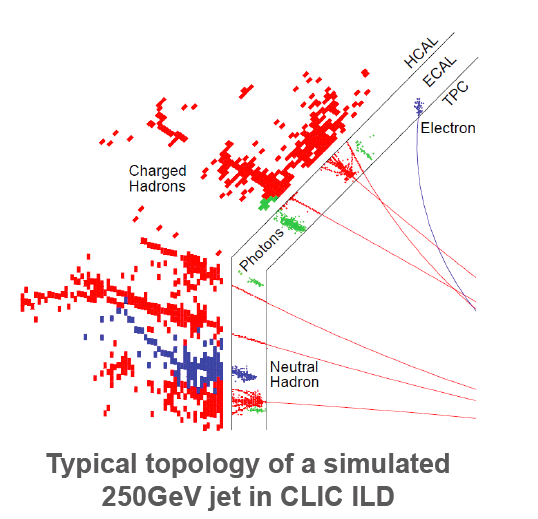 HCAL
ECAL
TPC
Electron
Charged
Hadrons
Photons
Neutral
Hadron
Typical topology of a simulated
250GeV jet in CLIC ILD